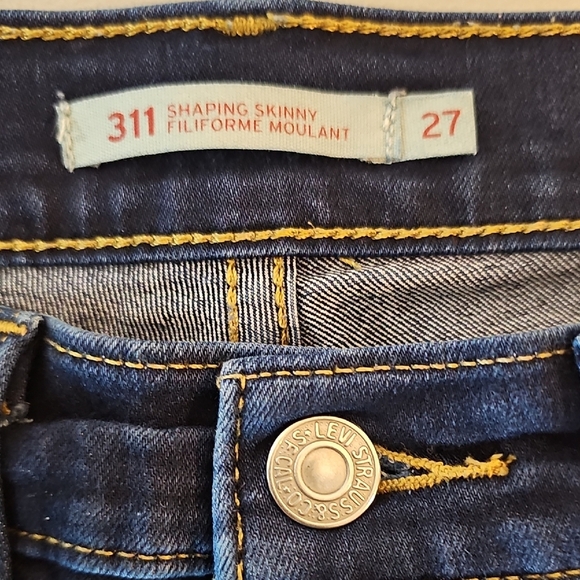 311 SHAPING SKINNY
FILIFORME MOULANT
27
LEVI STRAUSS & CO. S.F. CAL.